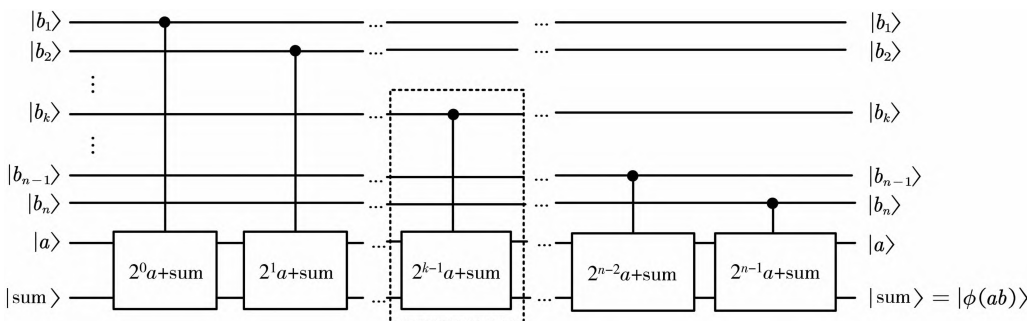 |b₁⟩ ... ... |b₁⟩
|b₂⟩ ... ... |b₂⟩
⋮
|bₖ⟩ ... ... |bₖ⟩
⋮
|bₙ₋₁⟩ ... ... |bₙ₋₁⟩
|bₙ⟩ ... ... |bₙ⟩
|a⟩ ... ... |a⟩
2⁰a+sum 2¹a+sum 2ᵏ⁻¹a+sum 2ⁿ⁻²a+sum 2ⁿ⁻¹a+sum
|sum⟩ ... ... |sum⟩ = |ϕ(ab)⟩